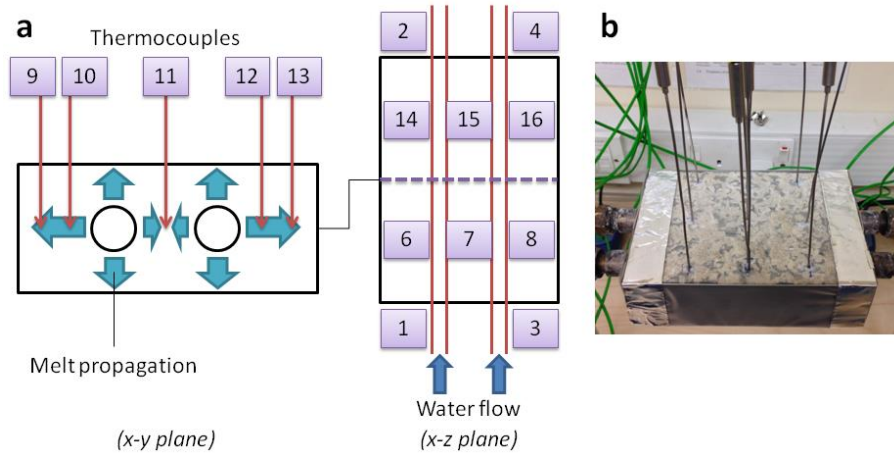 a
Thermocouples
9 10 11 12 13
Melt propagation
(x-y plane)
2 4
14 15 16
6 7 8
1 3
Water flow
(x-z plane)
b